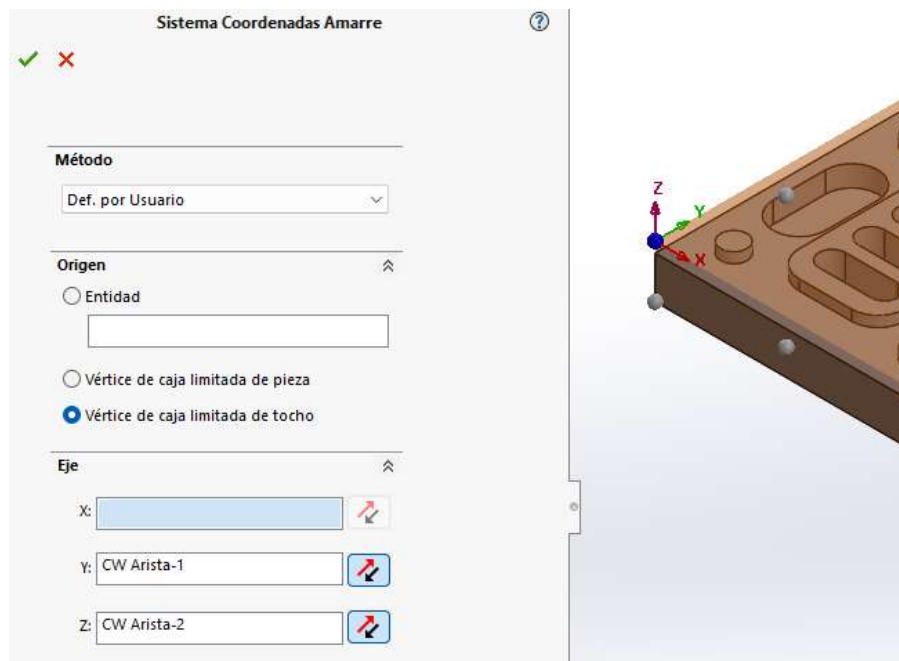 Sistema Coordenadas Amarre
Método
Def. por Usuario
Origen
Entidad
Vértice de caja limitada de pieza
Vértice de caja limitada de tocho
Eje
X:
Y: CW Arista-1
Z: CW Arista-2
Z
Y
X